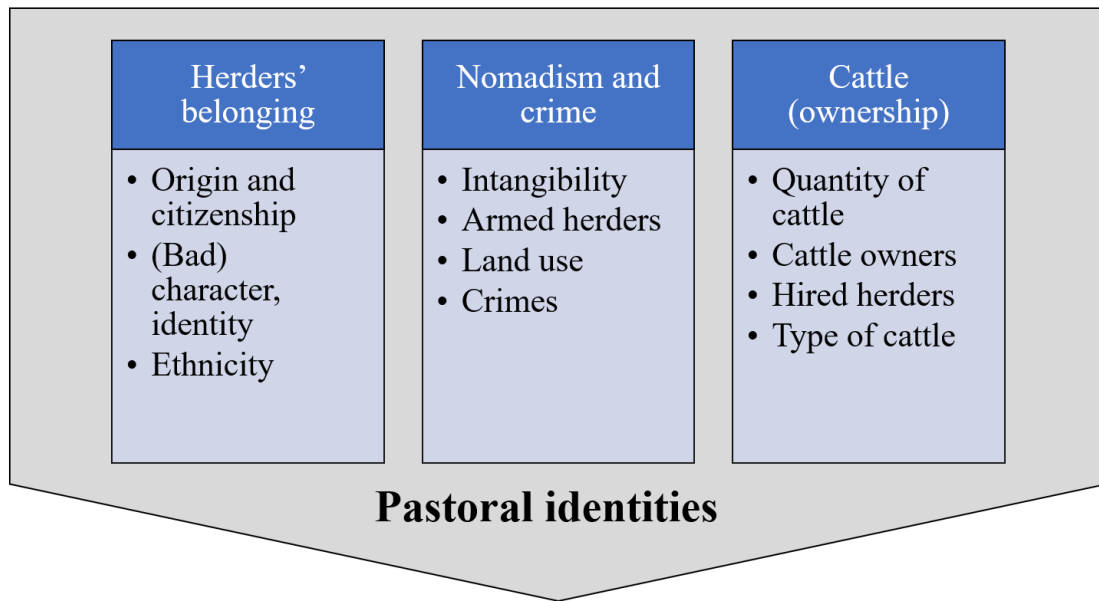 Herders’
belonging
• Origin and
citizenship
• (Bad)
character,
identity
• Ethnicity
Nomadism and
crime
• Intangibility
• Armed herders
• Land use
• Crimes
Cattle
(ownership)
• Quantity of
cattle
• Cattle owners
• Hired herders
• Type of cattle
Pastoral identities